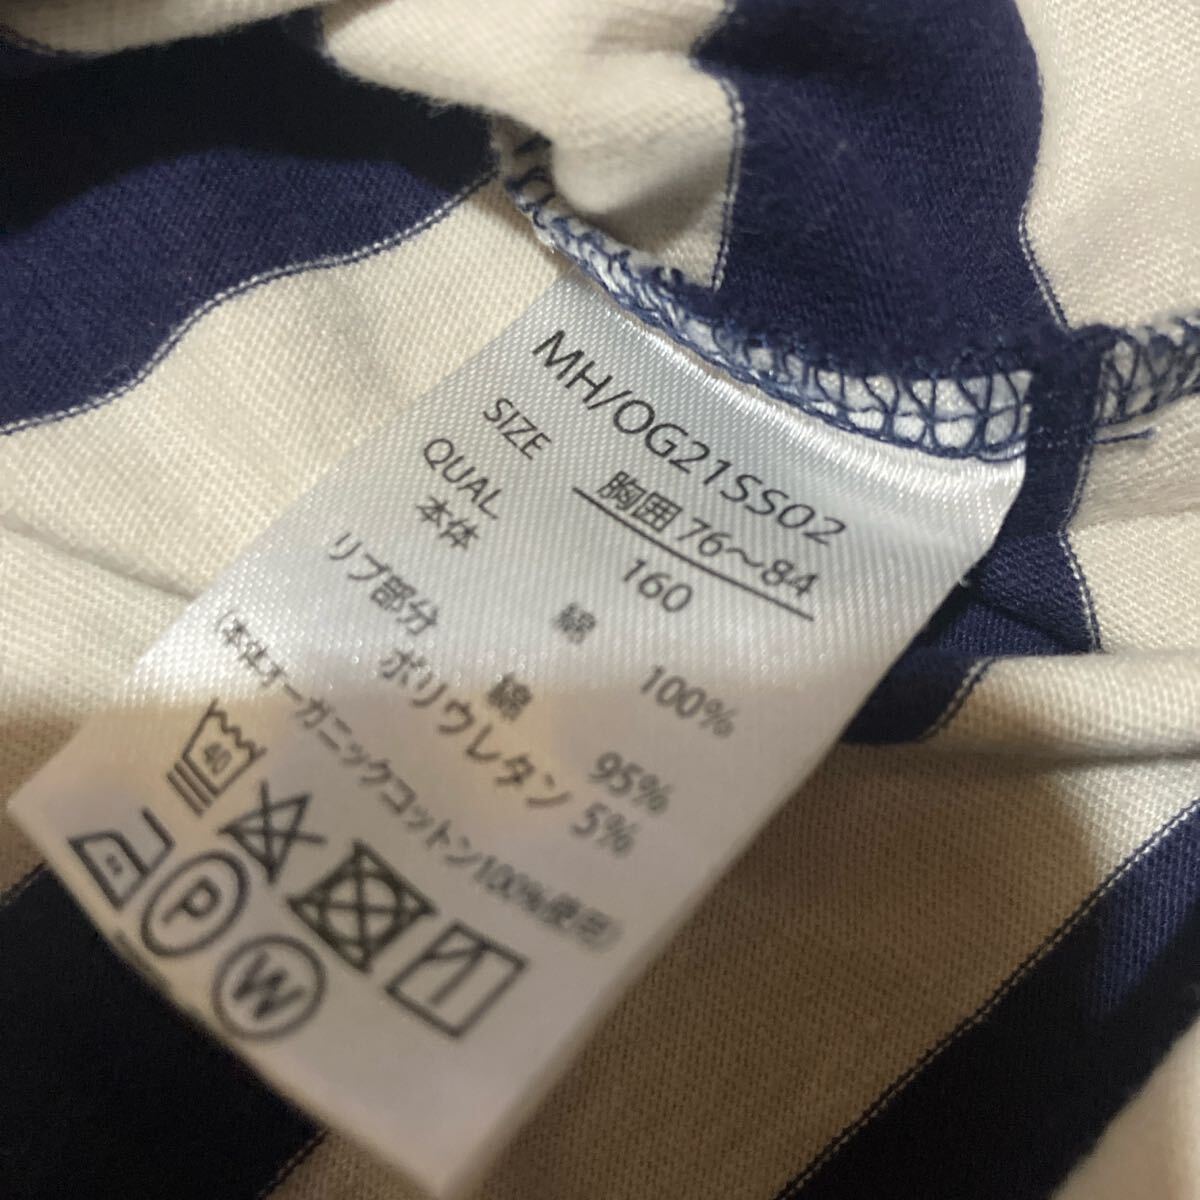 MH/OG21SS02
SIZE 胸囲 76〜84
160
QUAL
本体 綿 100%
リブ部分 綿 95%
ポリウレタン 5%
(本体オーガニックコットン100%使用)
P
W